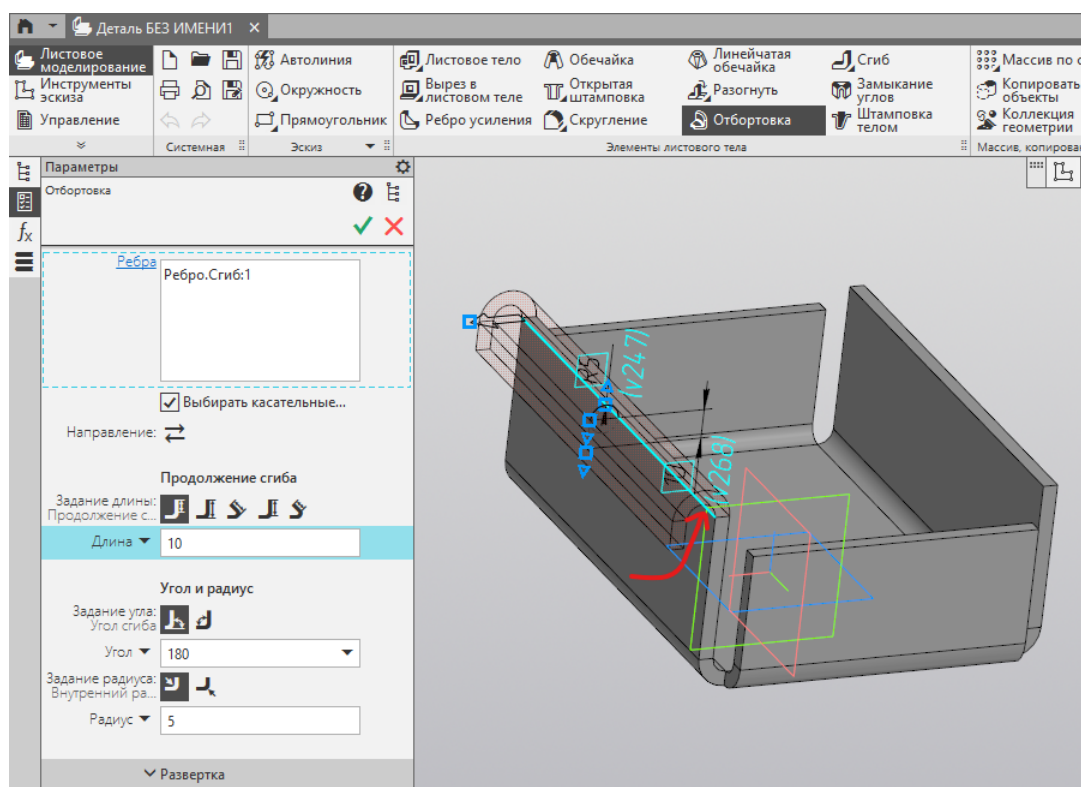 Деталь БЕЗ ИМЕНИ1
Листовое моделирование
Автолиния
Листовое тело
Обечайка
Линейчатая обечайка
Сгиб
Массив по с
Инструменты эскиза
Окружность
Вырез в листовом теле
Открытая штамповка
Разогнуть
Замыкание углов
Копировать объекты
Управление
Прямоугольник
Ребро усиления
Скругление
Отбортовка
Штамповка телом
Коллекция геометрии
Системная
Эскиз
Элементы листового тела
Массив, копирован
Параметры
Отбортовка
fx
Ребра
Ребро.Сгиб:1
Выбирать касательные...
Направление:
Продолжение сгиба
Задание длины:
Продолжение с...
Длина
10
Угол и радиус
Задание угла:
Угол сгиба
Угол
180
Задание радиуса:
Внутренний ра...
Радиус
5
Развертка
(v247)
(v268)